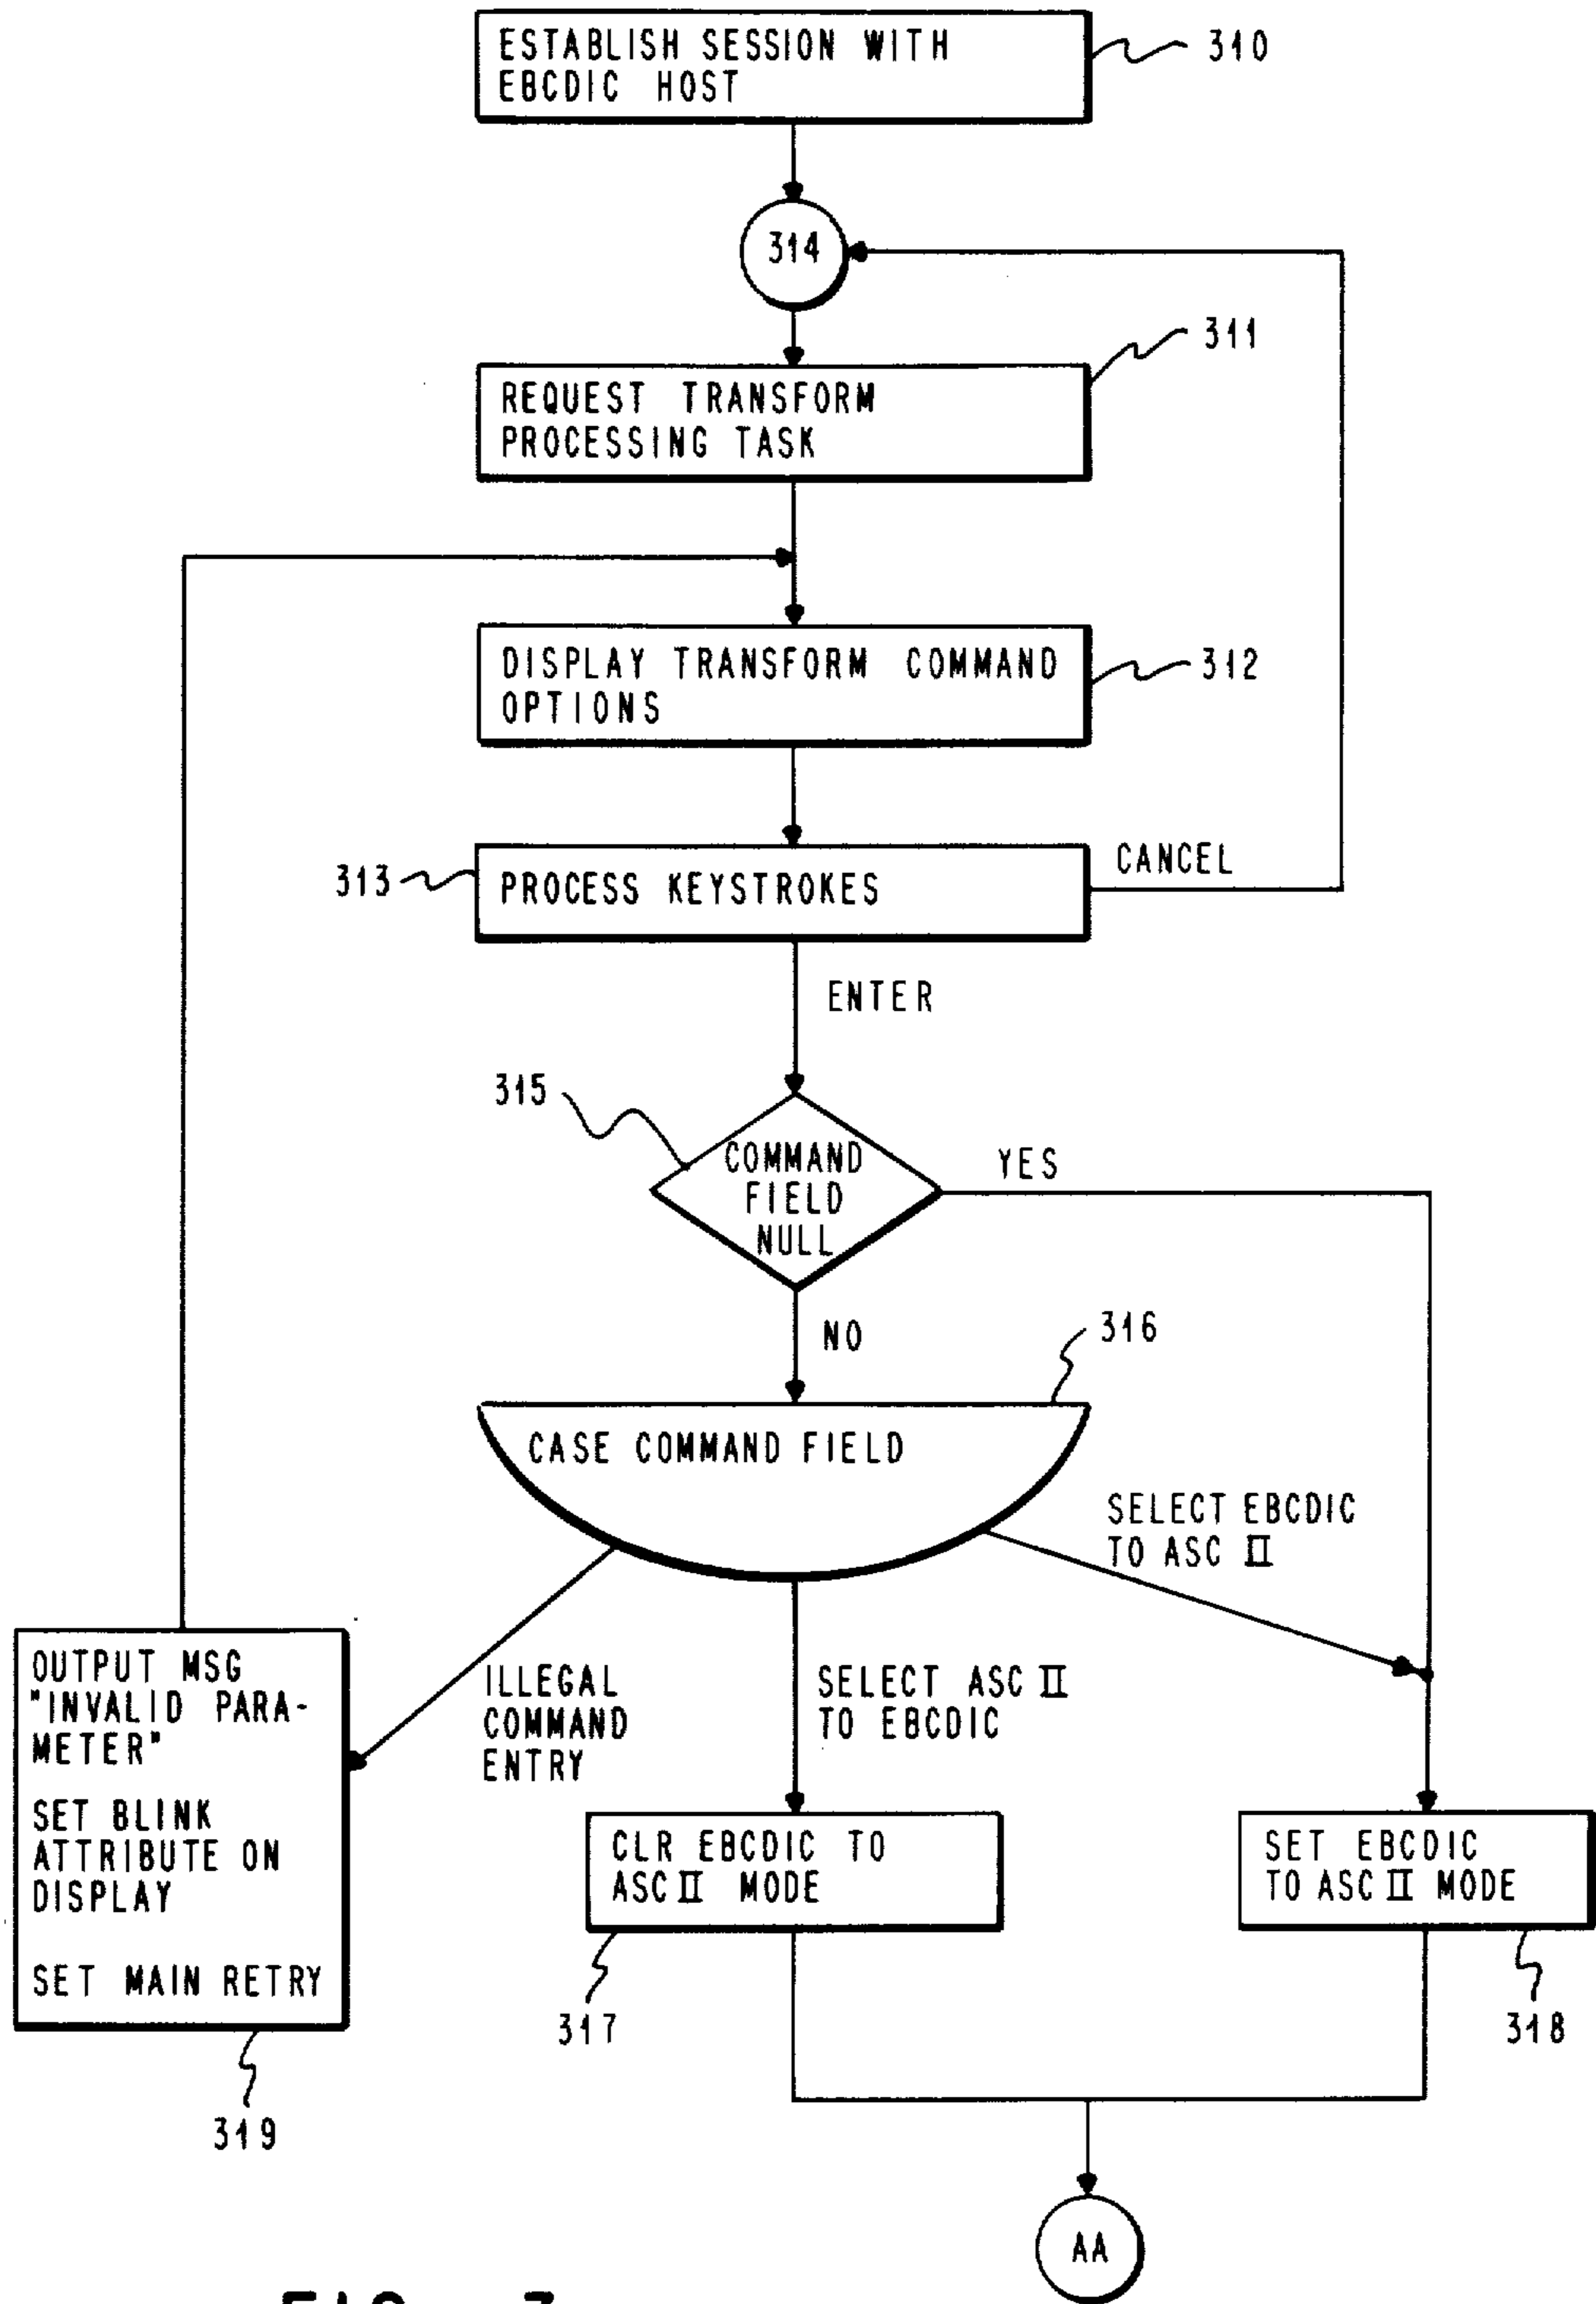 ESTABLISH SESSION WITH
EBCDIC HOST
310
314
311
REQUEST TRANSFORM
PROCESSING TASK
DISPLAY TRANSFORM COMMAND
OPTIONS
312
313
PROCESS KEYSTROKES
CANCEL
ENTER
315
COMMAND
FIELD
NULL
YES
NO
316
CASE COMMAND FIELD
SELECT EBCDIC
TO ASC II
OUTPUT MSG
"INVALID PARA-
METER"
SET BLINK
ATTRIBUTE ON
DISPLAY
SET MAIN RETRY
ILLEGAL
COMMAND
ENTRY
SELECT ASC II
TO EBCDIC
CLR EBCDIC TO
ASC II MODE
SET EBCDIC
TO ASC II MODE
317
318
319
AA